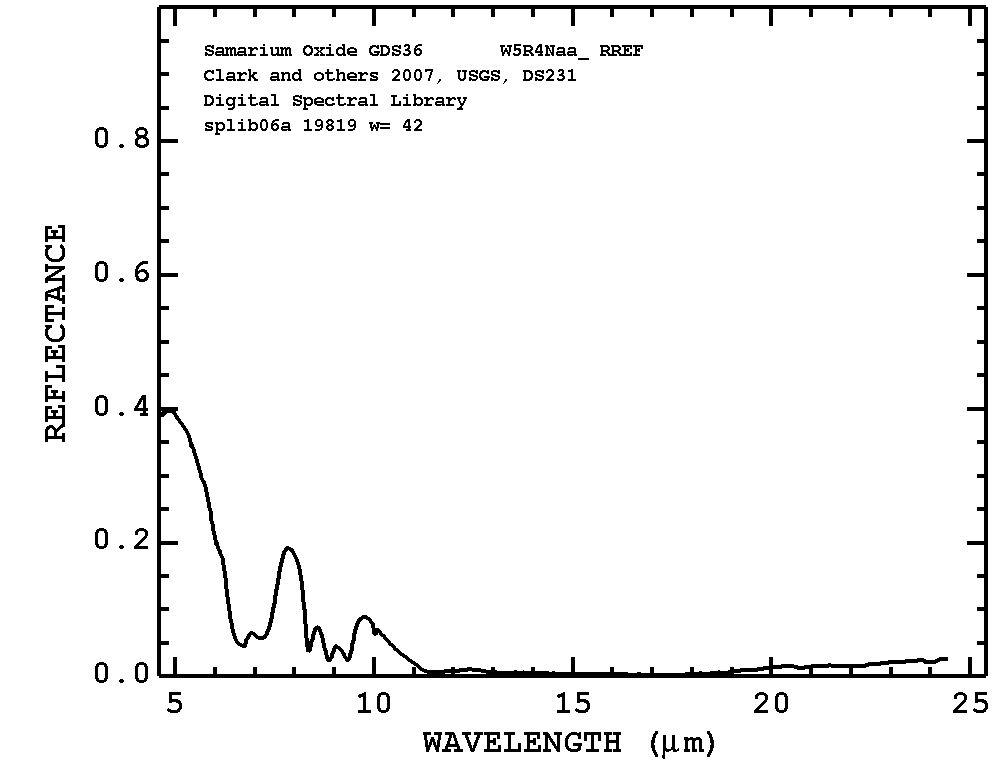 Samarium Oxide GDS36 W5R4Naa_ RREF
Clark and others 2007, USGS, DS231
Digital Spectral Library
splib06a 19819 w= 42
REFLECTANCE
0.8
0.6
0.4
0.2
0.0
5 10 15 20 25
WAVELENGTH (μm)